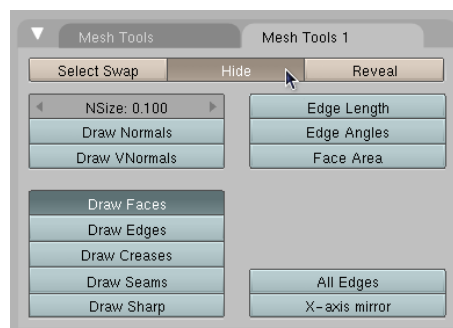 Mesh Tools Mesh Tools 1
Select Swap Hide Reveal
NSize: 0.100 Edge Length
Draw Normals Edge Angles
Draw VNormals Face Area
Draw Faces
Draw Edges
Draw Creases
Draw Seams All Edges
Draw Sharp X-axis mirror